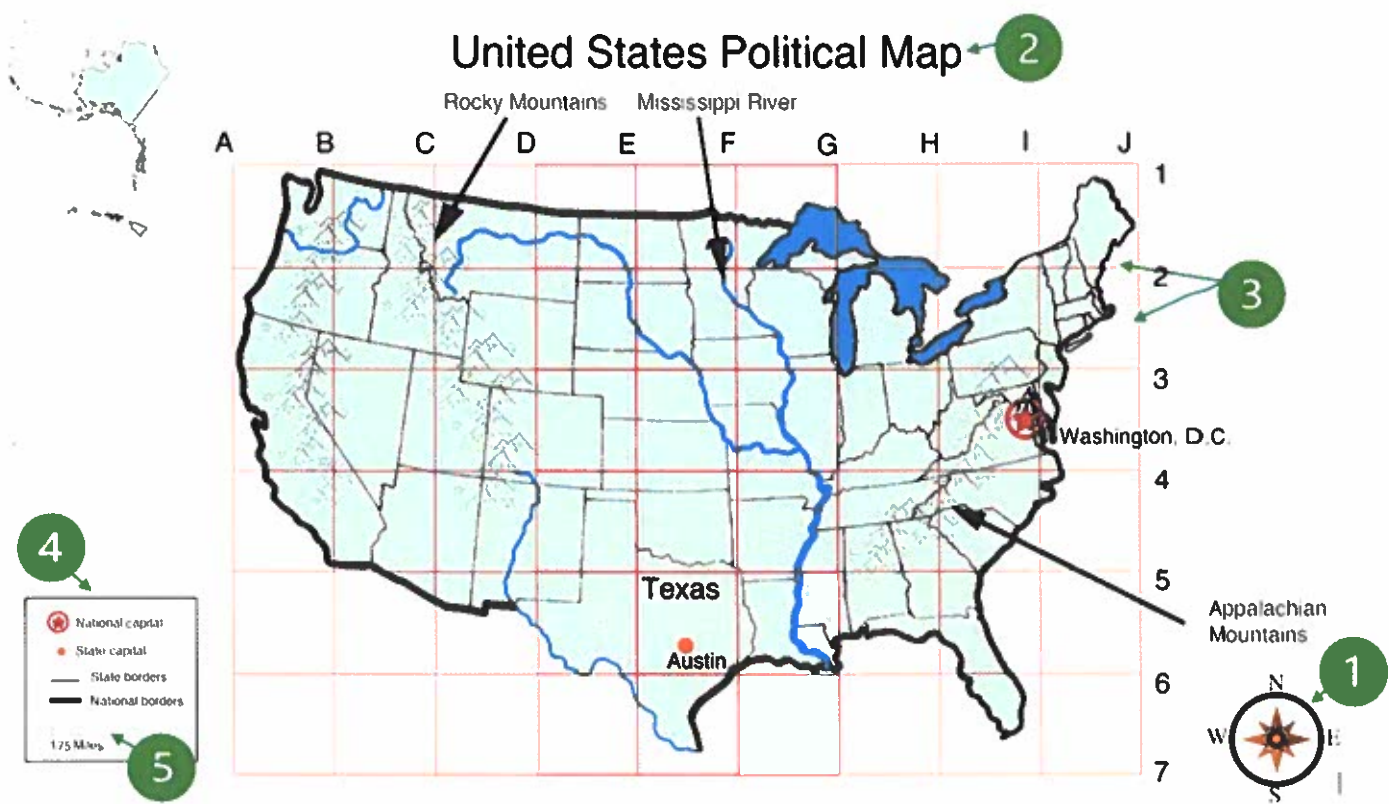 United States Political Map
2
Rocky Mountains Mississippi River
A B C D E F G H I J
1
2
3
3
Washington, D.C.
4
4
5
Texas
Austin
National capital
State capital
State borders
National borders
175 Miles
5
Appalachian
Mountains
6
1
N
W E
S
7